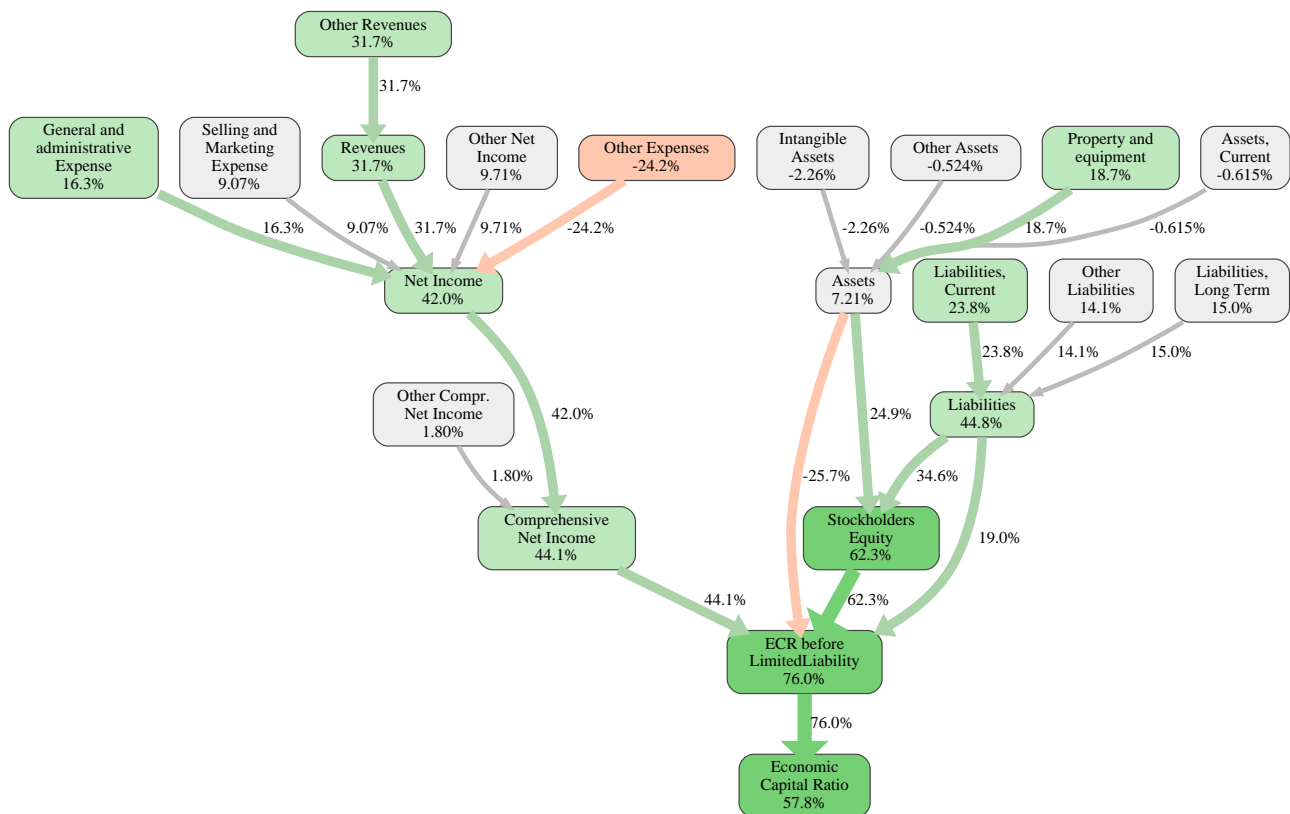 Other Revenues
31.7%
31.7%
General and
administrative
Expense
16.3%
Selling and
Marketing
Expense
9.07%
Revenues
31.7%
Other Net
Income
9.71%
Other Expenses
-24.2%
Intangible
Assets
-2.26%
Other Assets
-0.524%
Property and
equipment
18.7%
Assets,
Current
-0.615%
16.3%
9.07%
31.7%
9.71%
-24.2%
-2.26%
-0.524%
18.7%
-0.615%
Net Income
42.0%
Assets
7.21%
Liabilities,
Current
23.8%
Other
Liabilities
14.1%
Liabilities,
Long Term
15.0%
23.8%
14.1%
15.0%
Other Compr.
Net Income
1.80%
42.0%
24.9%
Liabilities
44.8%
1.80%
-25.7%
34.6%
Comprehensive
Net Income
44.1%
Stockholders
Equity
62.3%
19.0%
44.1%
62.3%
ECR before
LimitedLiability
76.0%
76.0%
Economic
Capital Ratio
57.8%